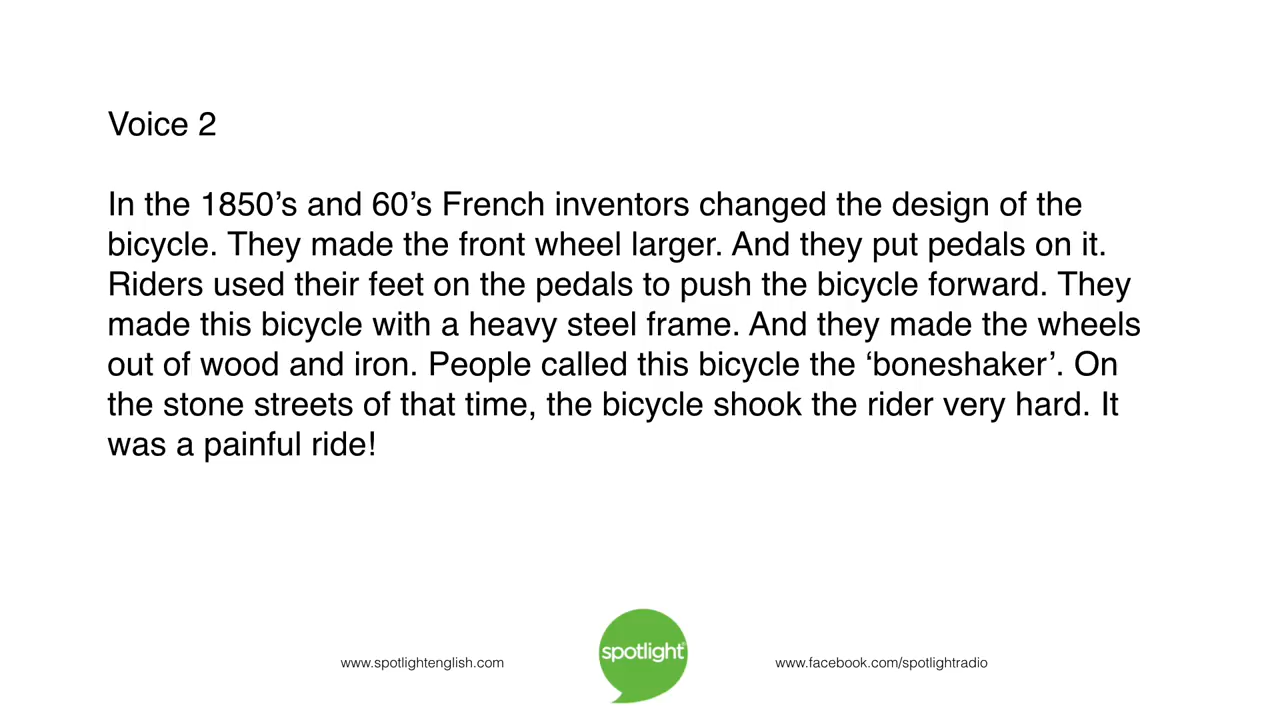 Voice 2
In the 1850’s and 60’s French inventors changed the design of the
bicycle. They made the front wheel larger. And they put pedals on it.
Riders used their feet on the pedals to push the bicycle forward. They
made this bicycle with a heavy steel frame. And they made the wheels
out of wood and iron. People called this bicycle the ‘boneshaker’. On
the stone streets of that time, the bicycle shook the rider very hard. It
was a painful ride!
www.spotlightenglish.com
spotlight®
www.facebook.com/spotlightradio